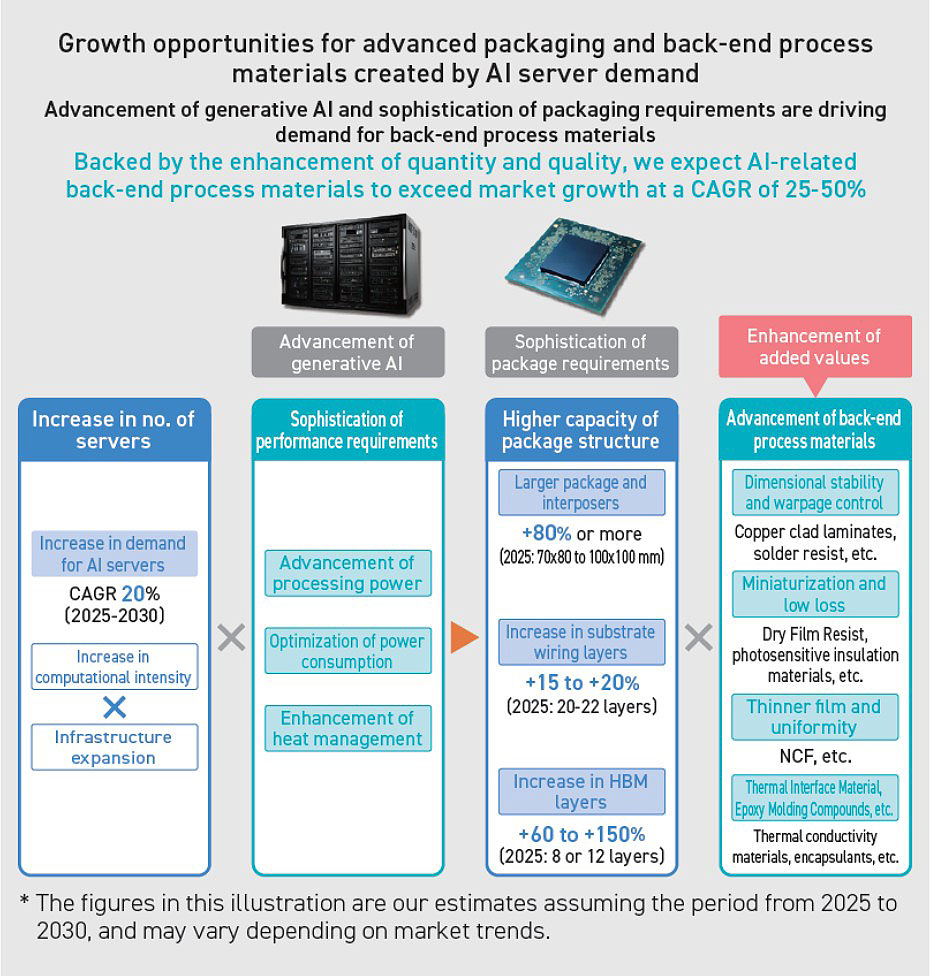 Growth opportunities for advanced packaging and back-end process
materials created by AI server demand
Advancement of generative AI and sophistication of packaging requirements are driving
demand for back-end process materials
Backed by the enhancement of quantity and quality, we expect AI-related
back-end process materials to exceed market growth at a CAGR of 25-50%
Advancement of
generative AI
Sophistication of
package requirements
Enhancement of
added values
Increase in no. of
servers
Increase in demand
for AI servers
CAGR 20%
(2025-2030)
Increase in
computational intensity
×
Infrastructure
expansion
×
Sophistication of
performance requirements
Advancement of
processing power
Optimization of power
consumption
Enhancement of
heat management
Higher capacity of
package structure
Larger package and
interposers
+80% or more
(2025: 70x80 to 100x100 mm)
Increase in substrate
wiring layers
+15 to +20%
(2025: 20-22 layers)
Increase in HBM
layers
+60 to +150%
(2025: 8 or 12 layers)
×
Advancement of back-end
process materials
Dimensional stability
and warpage control
Copper clad laminates,
solder resist, etc.
Miniaturization and
low loss
Dry Film Resist,
photosensitive insulation
materials, etc.
Thinner film and
uniformity
NCF, etc.
Thermal Interface Material,
Epoxy Molding Compounds, etc.
Thermal conductivity
materials, encapsulants, etc.
* The figures in this illustration are our estimates assuming the period from 2025 to
2030, and may vary depending on market trends.